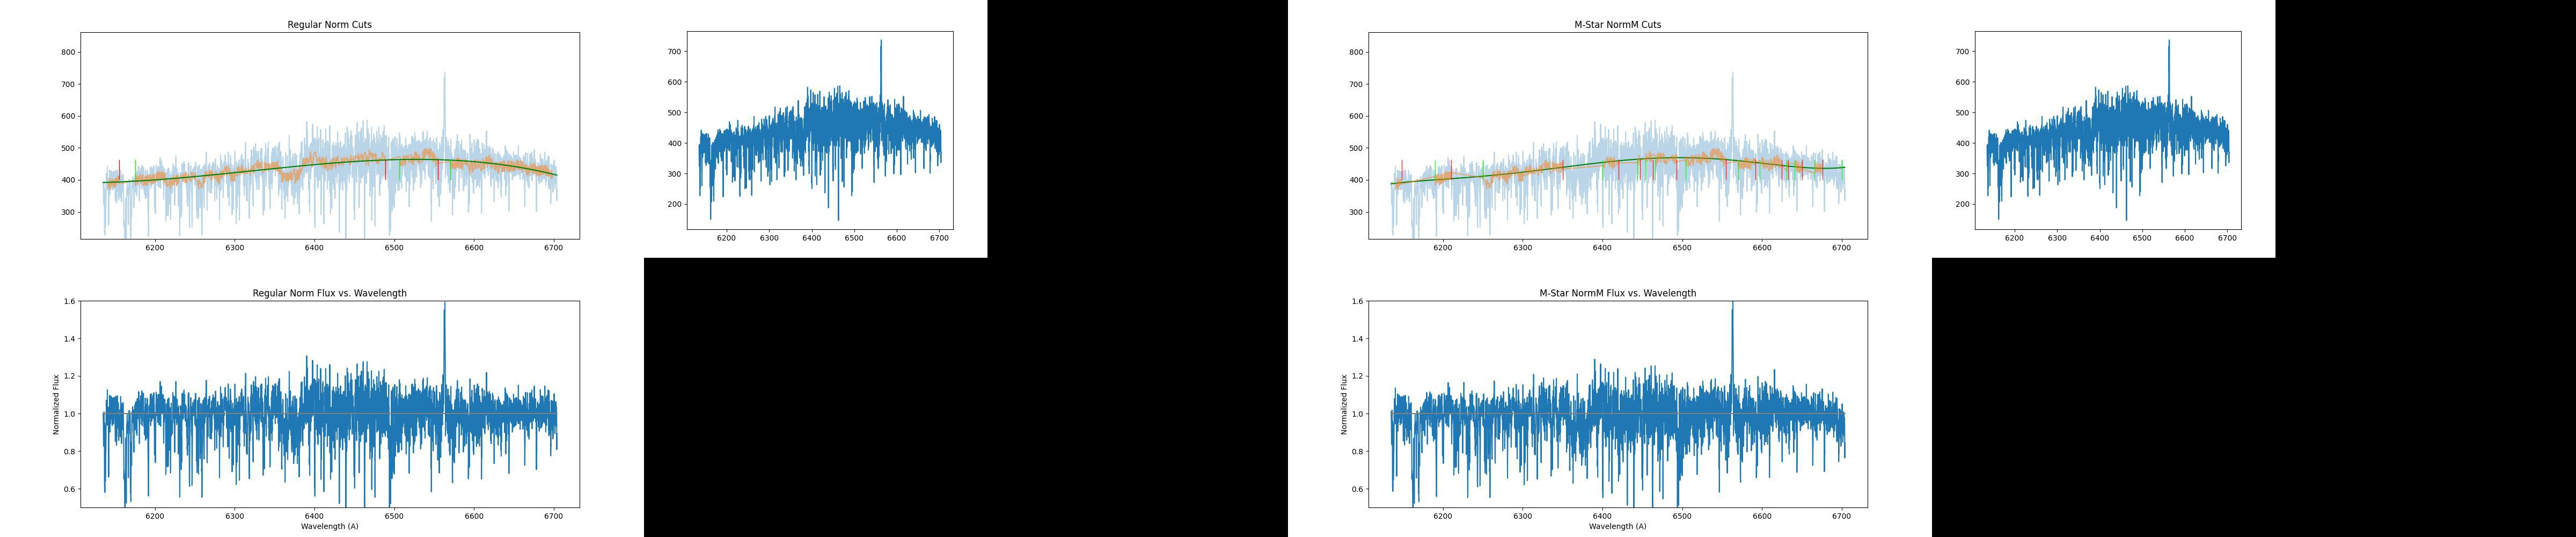 Regular Norm Cuts
800
700
600
500
400
300
6200 6300 6400 6500 6600 6700
700
600
500
400
300
200
6200 6300 6400 6500 6600 6700
Regular Norm Flux vs. Wavelength
Normalized Flux
1.6
1.4
1.2
1.0
0.8
0.6
6200 6300 6400 6500 6600 6700
Wavelength (A)
M-Star NormM Cuts
800
700
600
500
400
300
6200 6300 6400 6500 6600 6700
700
600
500
400
300
200
6200 6300 6400 6500 6600 6700
M-Star NormM Flux vs. Wavelength
Normalized Flux
1.6
1.4
1.2
1.0
0.8
0.6
6200 6300 6400 6500 6600 6700
Wavelength (A)